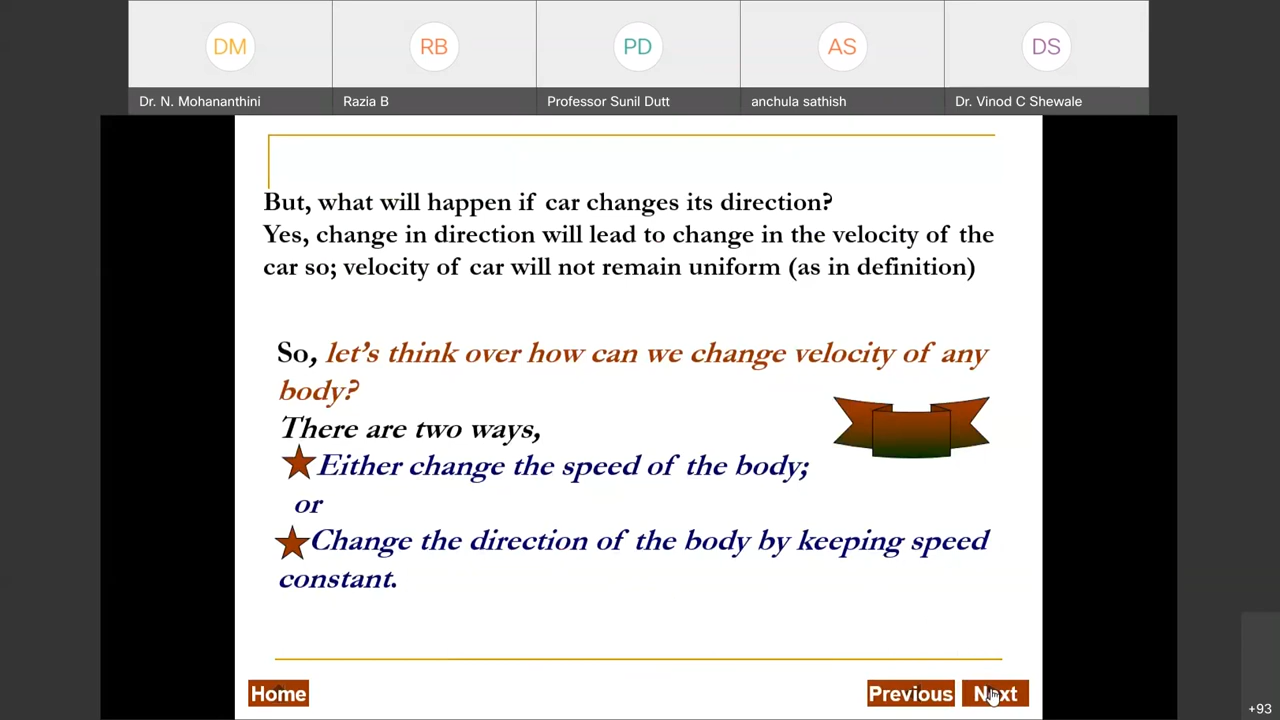 DM RB PD AS DS
Dr. N. Mohananthini Razia B Professor Sunil Dutt anchula sathish Dr. Vinod C Shewale
But, what will happen if car changes its direction?
Yes, change in direction will lead to change in the velocity of the
car so; velocity of car will not remain uniform (as in definition)
So, let's think over how can we change velocity of any
body?
There are two ways,
Either change the speed of the body;
or
Change the direction of the body by keeping speed
constant.
Home Previous Next
+93